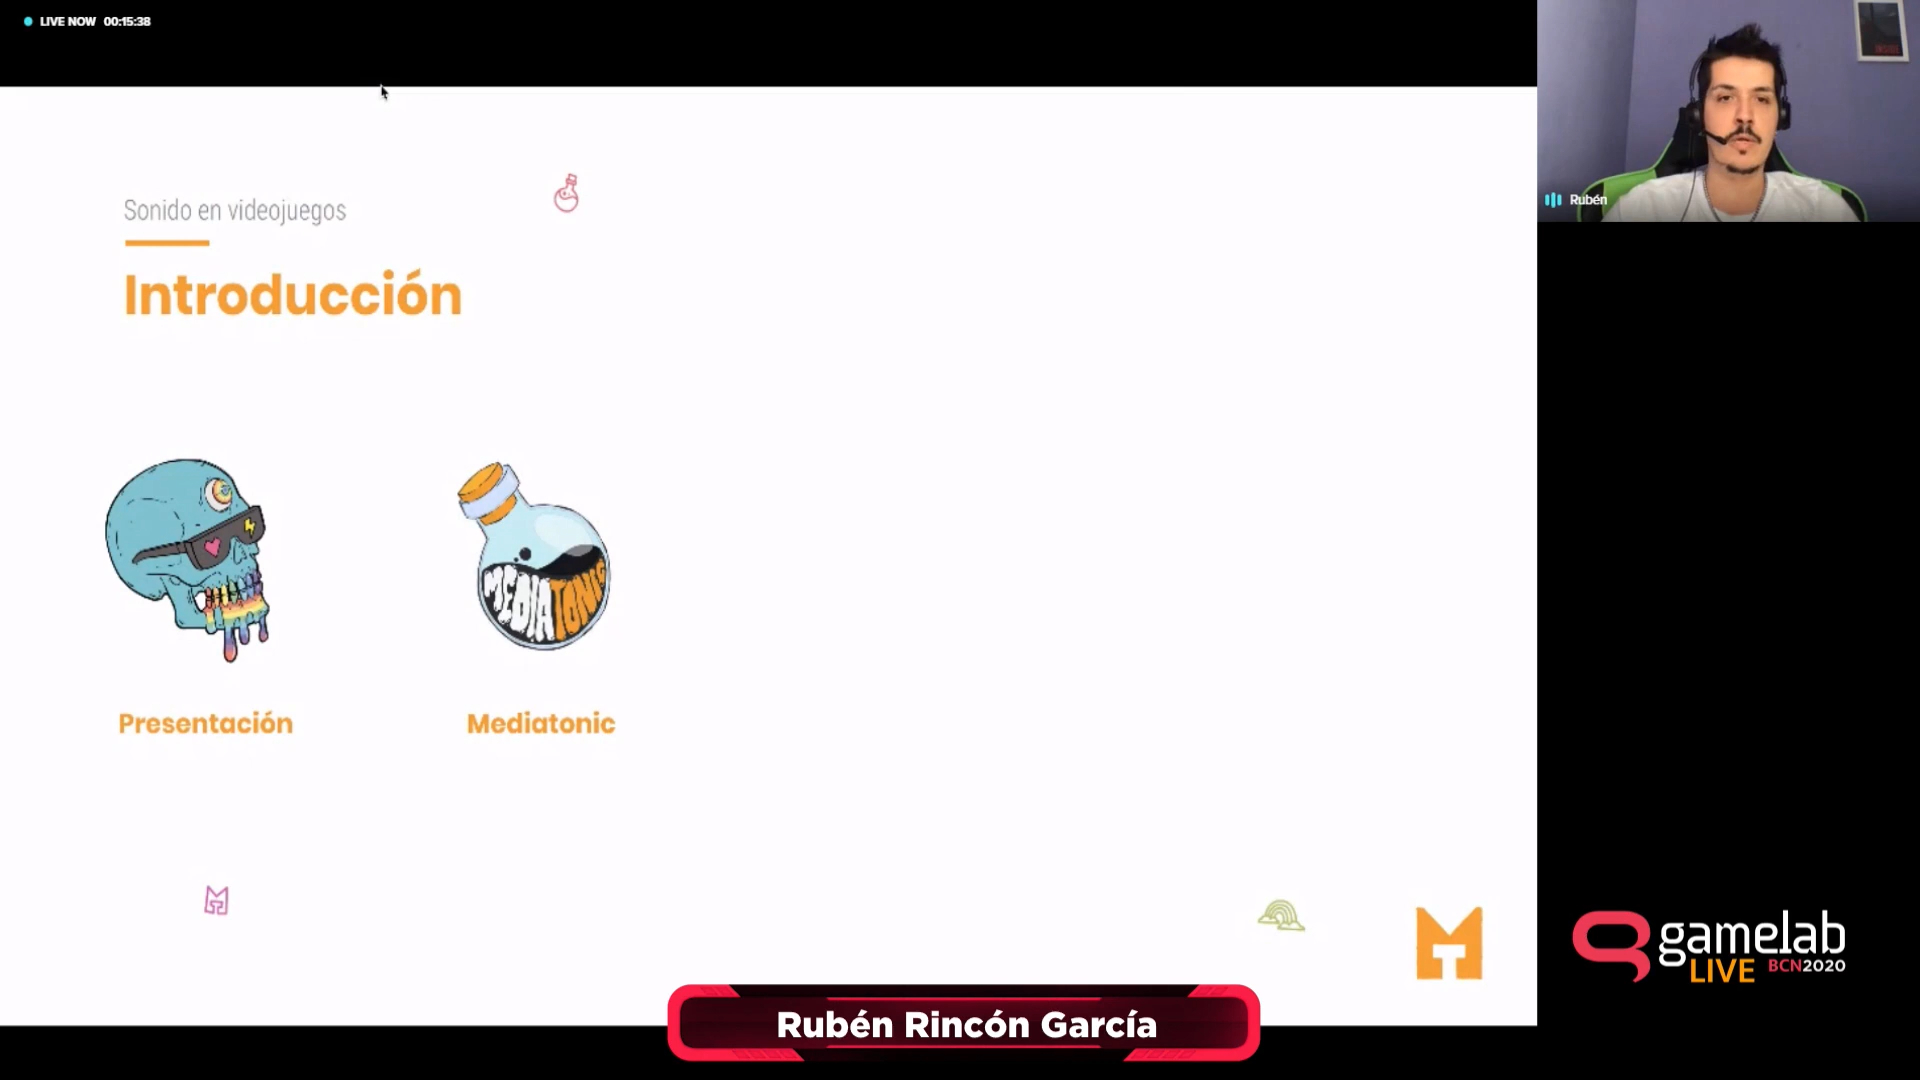 LIVE NOW 00:15:38
Sonido en videojuegos
Introducción
MEDIATONIC
Presentación
Mediatonic
Rubén
gamelab
LIVE BCN2020
Rubén Rincón García